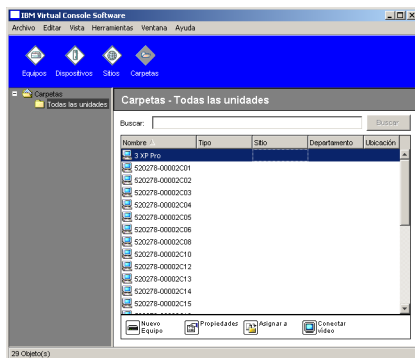 IBM Virtual Console Software
Archivo Editar Vista Herramientas Ventana Ayuda
Equipos Dispositivos Sitios Carpetas
Carpetas
Todas las unidades
Carpetas - Todas las unidades
Buscar: Buscar
Nombre Tipo Sitio Departamento Ubicación
3 XP Pro
520278-00002C01
520278-00002C02
520278-00002C03
520278-00002C04
520278-00002C05
520278-00002C06
520278-00002C08
520278-00002C10
520278-00002C12
520278-00002C13
520278-00002C14
520278-00002C15
Nuevo Equipo Propiedades Asignar a Conectar vídeo
29 Objeto(s)